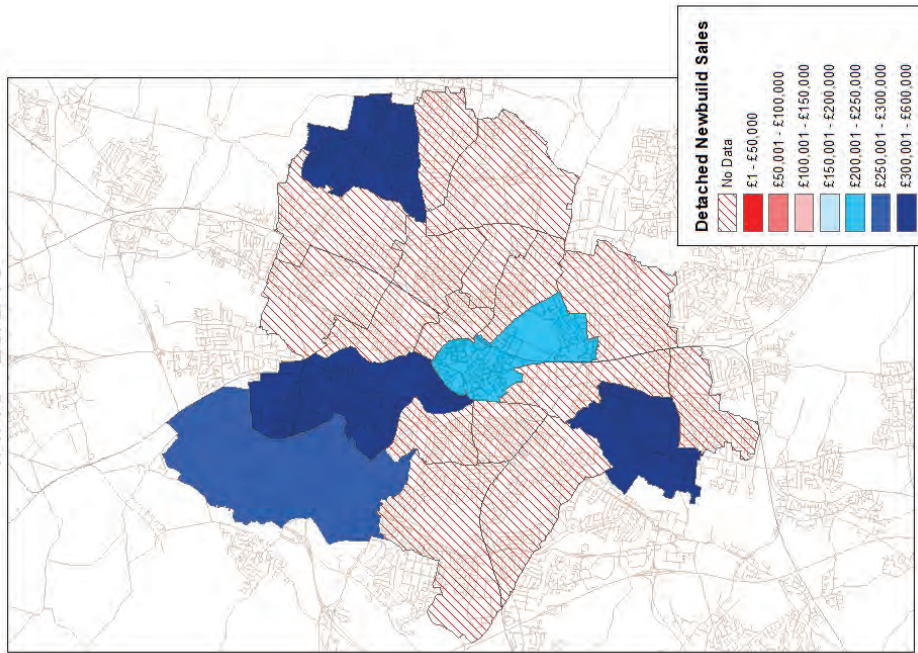 Detached Newbuild Sales
No Data
£1 - £50,000
£50,001 - £100,000
£100,001 - £150,000
£150,001 - £200,000
£200,001 - £250,000
£250,001 - £300,000
£300,001 - £600,000